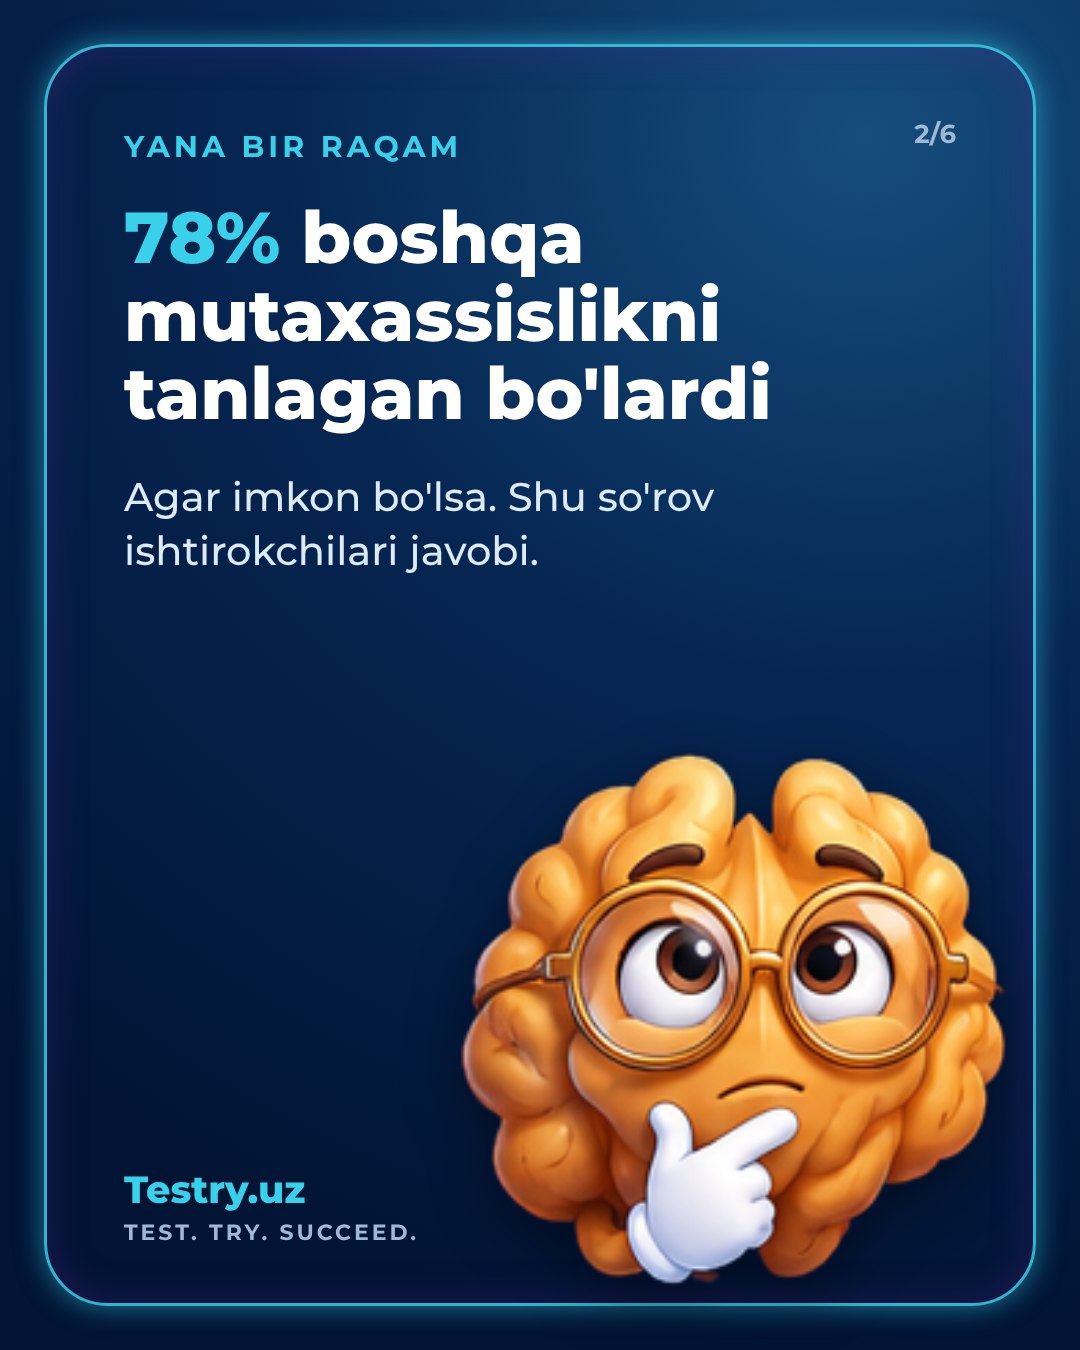 YANA BIR RAQAM
2/6
78% boshqa
mutaxassislikni
tanlagan bo'lardi
Agar imkon bo'lsa. Shu so'rov
ishtirokchilari javobi.
Testry.uz
TEST. TRY. SUCCEED.